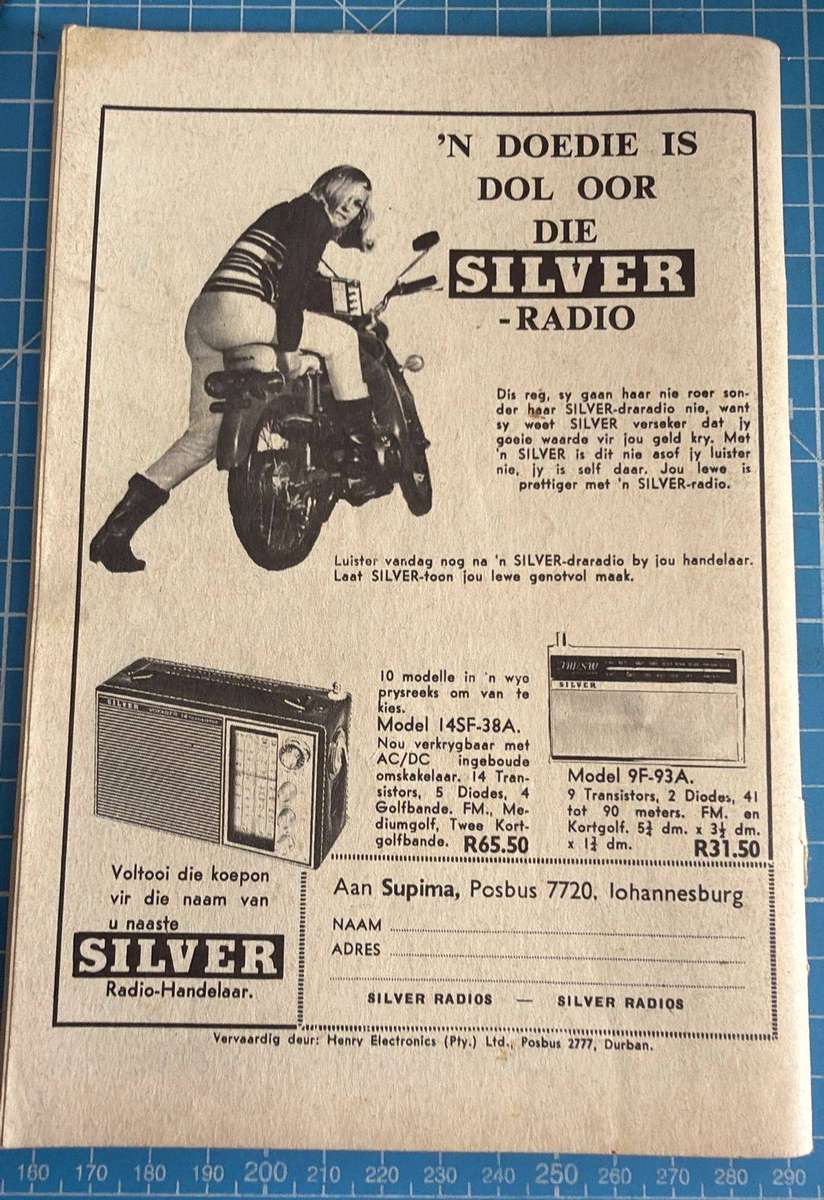 'N DOEDIE IS
DOL OOR
DIE
SILVER
-RADIO
Dis reg, sy gaan haar nie roer son-
der haar SILVER-draradio nie, want
sy weet SILVER verseker dat jy
goeie waarde vir jou geld kry. Met
'n SILVER is dit nie asof jy luister
nie, jy is self daar. Jou lewe is
prettiger met 'n SILVER-radio.
Luister vandag nog na 'n SILVER-draradio by jou handelaar.
Laat SILVER-toon jou lewe genotvol maak.
SILVER
10 modelle in 'n wye
prysreeks om van te
kies.
Model 14SF-38A.
Nou verkrygbaar met
AC/DC ingeboude
omskakelaar. 14 Tran-
sistors, 5 Diodes, 4
Golfbande. FM., Me-
diumgolf, Twee Kort-
golfbande. R65.50
FM/SW
SILVER
Model 9F-93A.
9 Transistors, 2 Diodes, 41
tot 90 meters. FM. en
Kortgolf. 5¾ dm. x 3½ dm.
x 1¾ dm. R31.50
Voltooi die koepon
vir die naam van
u naaste
SILVER
Radio-Handelaar.
Aan Supima, Posbus 7720, Iohannesburg
NAAM
ADRES
SILVER RADIOS — SILVER RADIOS
Vervaardig deur: Henry Electronics (Pty.) Ltd., Posbus 2777, Durban.
160 170 180 190 200 210 220 230 240 250 260 270 280 290